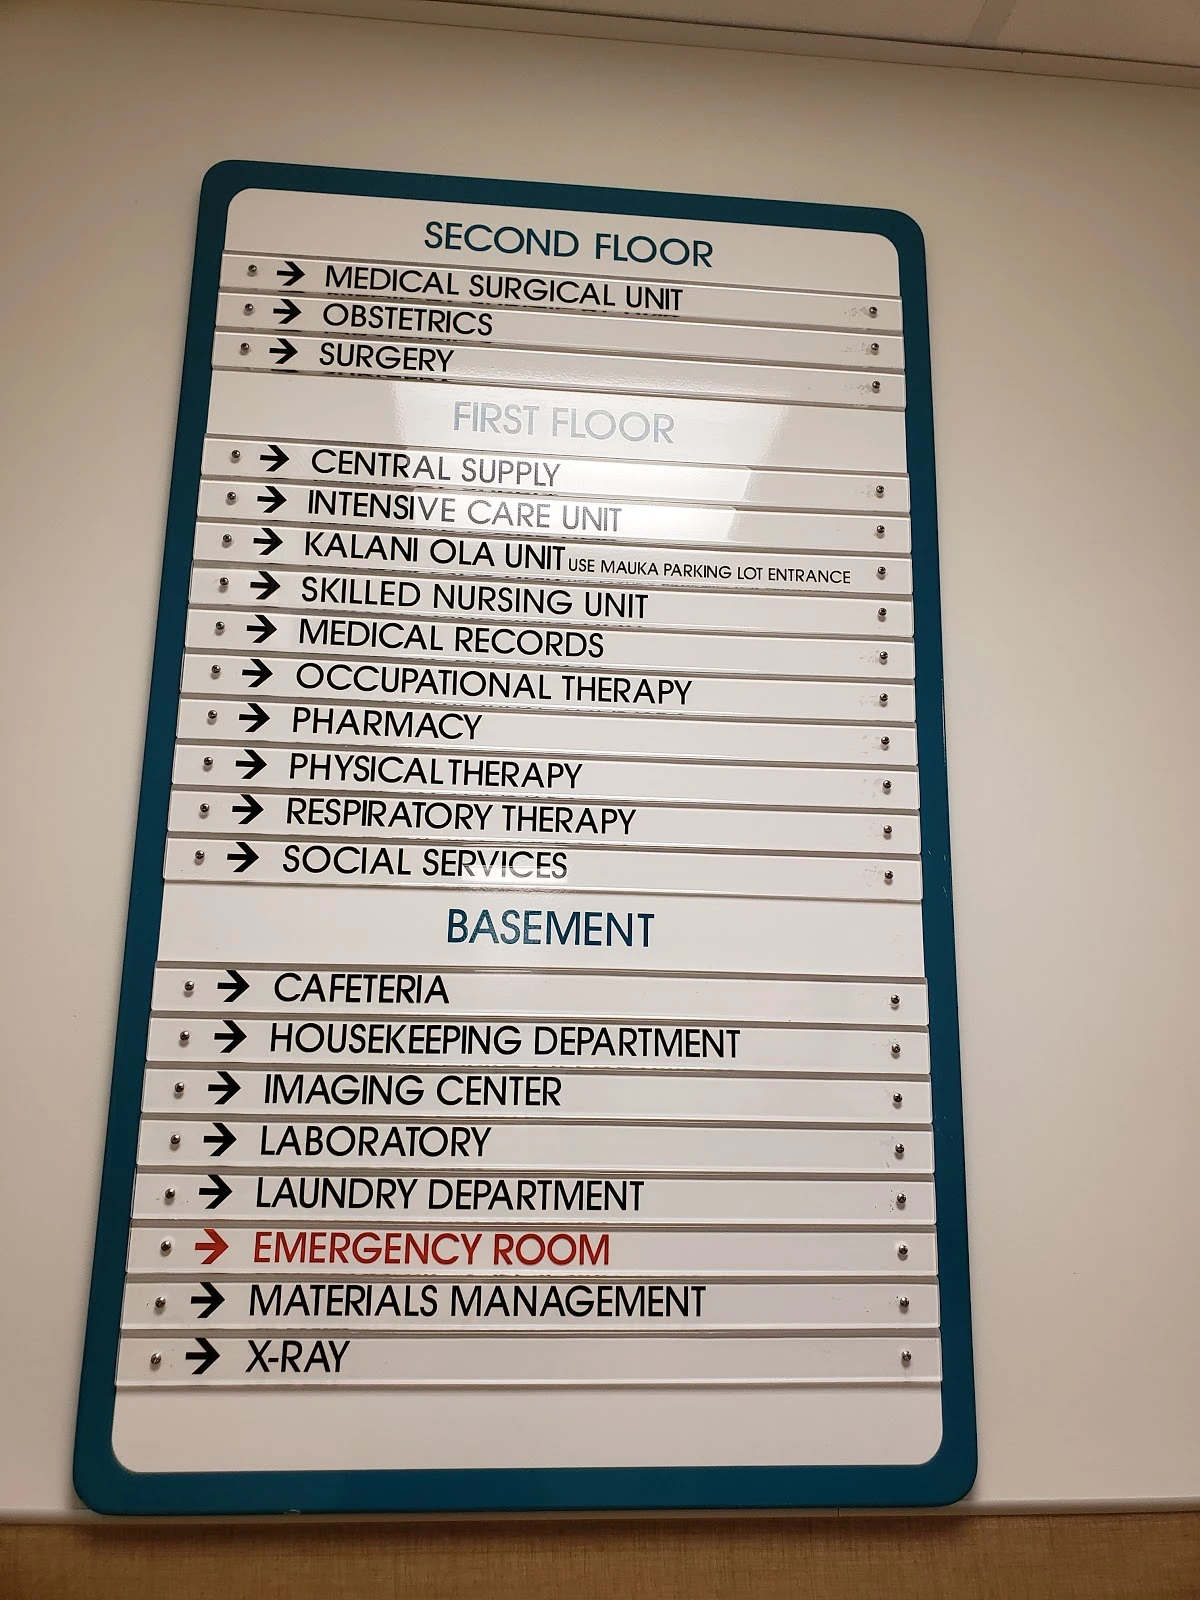 SECOND FLOOR
→ MEDICAL SURGICAL UNIT
→ OBSTETRICS
→ SURGERY
FIRST FLOOR
→ CENTRAL SUPPLY
→ INTENSIVE CARE UNIT
→ KALANI OLA UNIT USE MAUKA PARKING LOT ENTRANCE
→ SKILLED NURSING UNIT
→ MEDICAL RECORDS
→ OCCUPATIONAL THERAPY
→ PHARMACY
→ PHYSICAL THERAPY
→ RESPIRATORY THERAPY
→ SOCIAL SERVICES
BASEMENT
→ CAFETERIA
→ HOUSEKEEPING DEPARTMENT
→ IMAGING CENTER
→ LABORATORY
→ LAUNDRY DEPARTMENT
→ EMERGENCY ROOM
→ MATERIALS MANAGEMENT
→ X-RAY